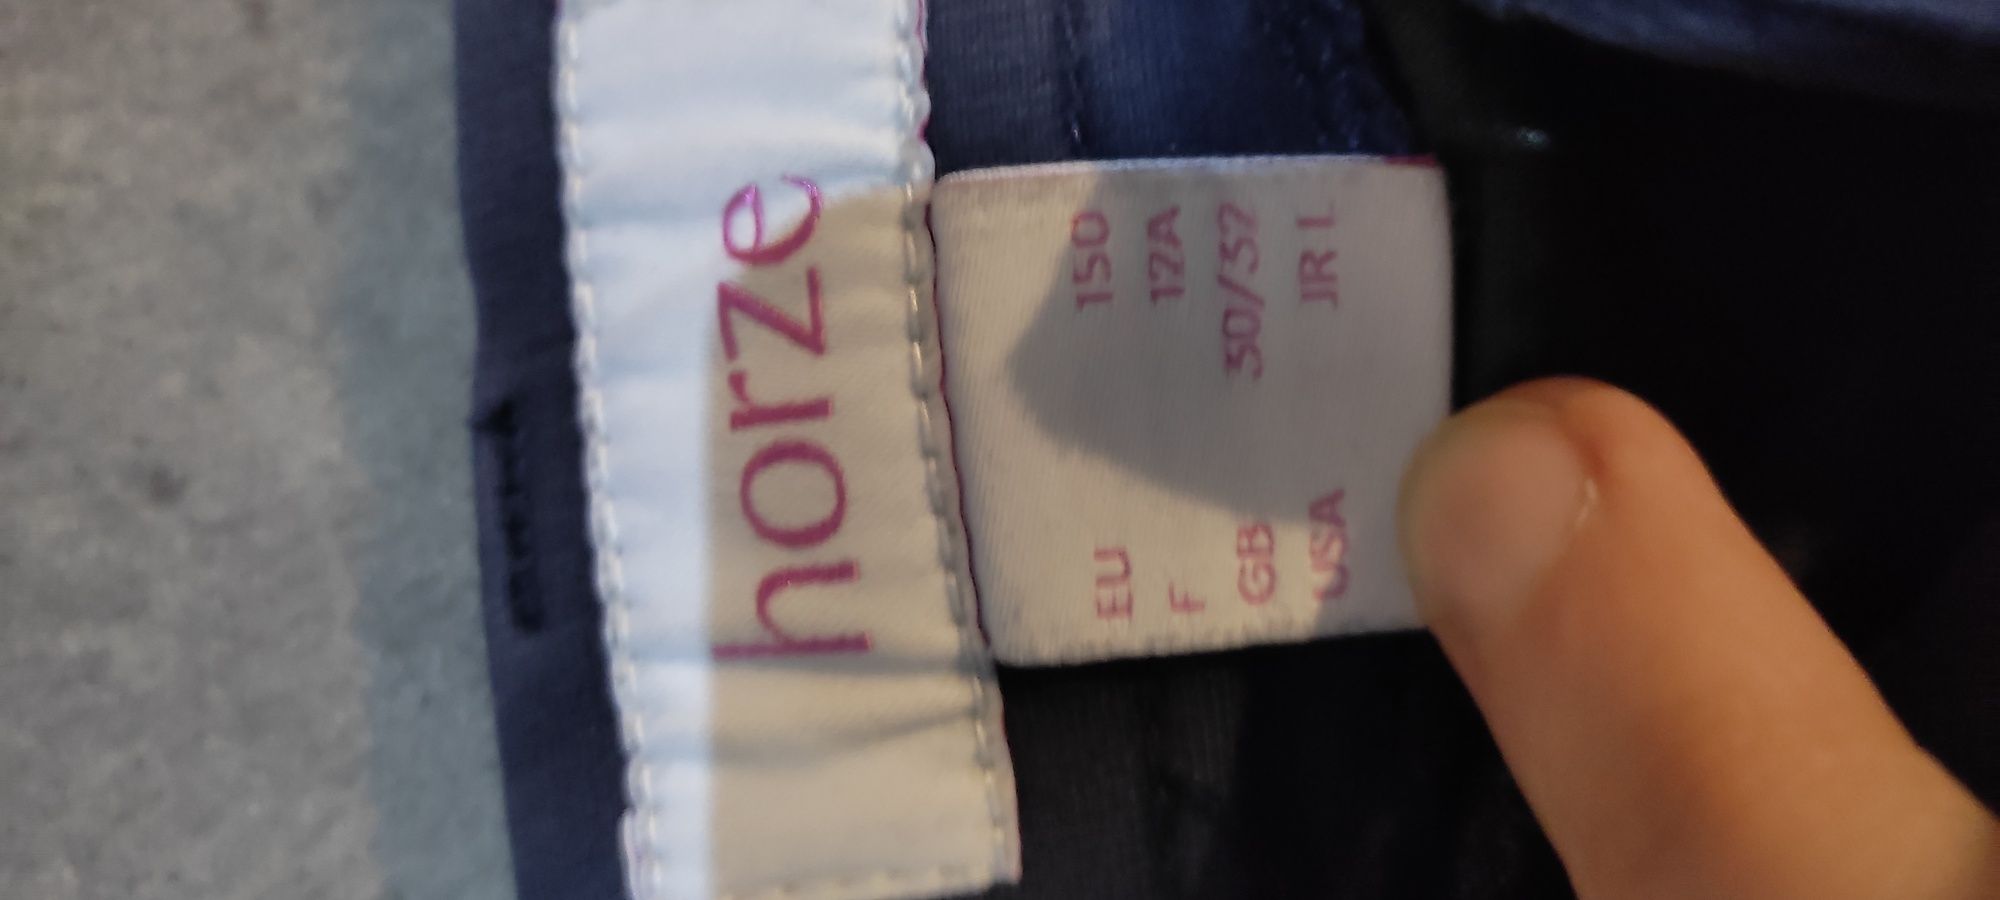 horze
EU 150
F 12A
GB 30/32
USA JR L